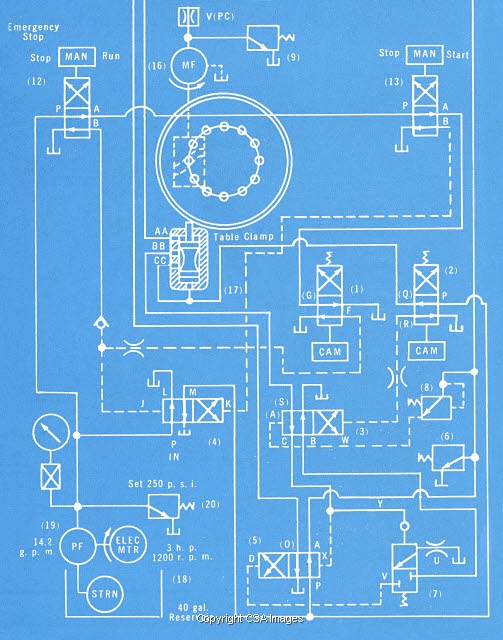 Emergency
Stop
V(PC)
Stop MAN Run
(9)
Stop MAN Start
(12)
(16) MF
(13)
P A
B
P A
B
AA
BB
CC
Table Clamp
(17)
(1)
(G)
F
(2)
(Q) P
(R)
CAM
CAM
(8)
J L M K
(4)
P
IN
(S)
(A)
C B W
(3)
(6)
Set 250 p. s. i.
(20)
(19)
14.2
g. p. m.
PF
ELEC
MTR
3 h. p.
1200 r. p. m.
(5) (O) A
D X
P
Y
V U
(7)
(18)
STRN
40 gal.
Reser
Copyright CSA Images